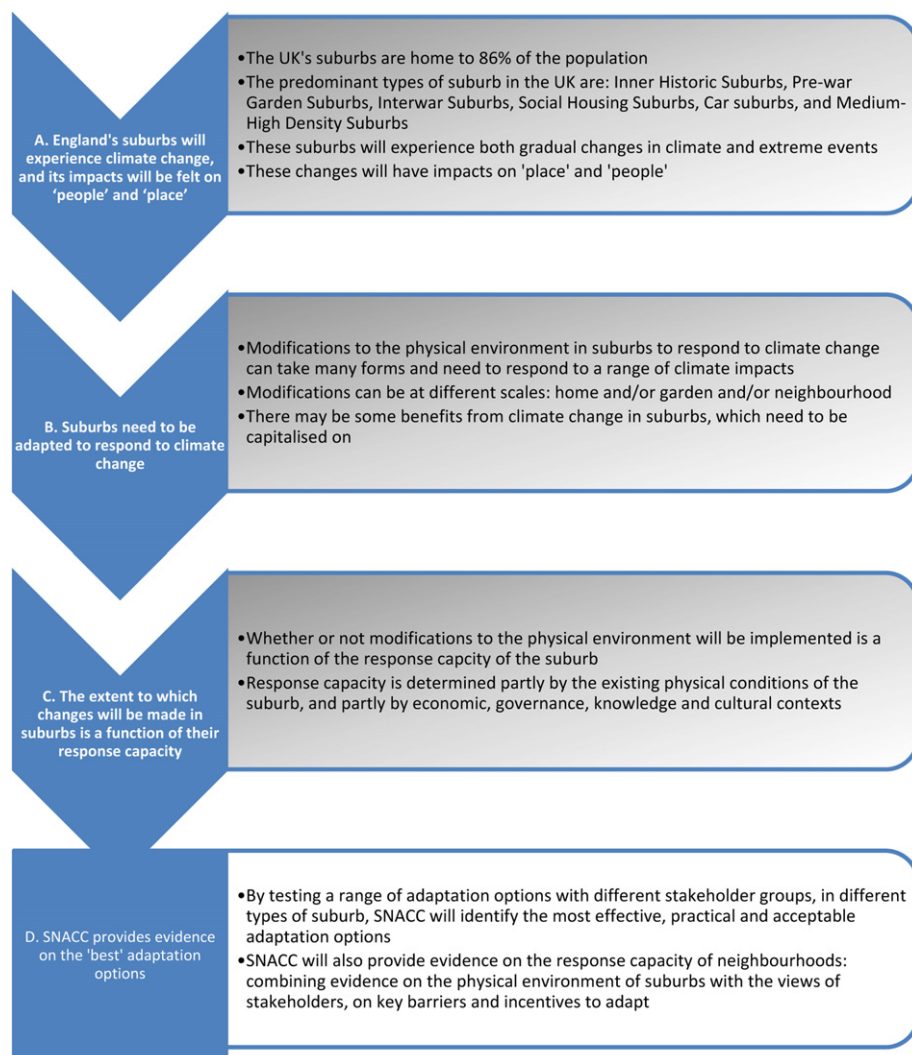 A. England's suburbs will
experience climate change,
and its impacts will be felt on
‘people’ and ‘place’
•The UK's suburbs are home to 86% of the population
•The predominant types of suburb in the UK are: Inner Historic Suburbs, Pre-war
Garden Suburbs, Interwar Suburbs, Social Housing Suburbs, Car suburbs, and Medium-
High Density Suburbs
•These suburbs will experience both gradual changes in climate and extreme events
•These changes will have impacts on 'place' and 'people'
B. Suburbs need to be
adapted to respond to climate
change
•Modifications to the physical environment in suburbs to respond to climate change
can take many forms and need to respond to a range of climate impacts
•Modifications can be at different scales: home and/or garden and/or neighbourhood
•There may be some benefits from climate change in suburbs, which need to be
capitalised on
C. The extent to which
changes will be made in
suburbs is a function of their
response capacity
•Whether or not modifications to the physical environment will be implemented is a
function of the response capcity of the suburb
•Response capacity is determined partly by the existing physical conditions of the
suburb, and partly by economic, governance, knowledge and cultural contexts
D. SNACC provides evidence
on the 'best' adaptation
options
•By testing a range of adaptation options with different stakeholder groups, in different
types of suburb, SNACC will identify the most effective, practical and acceptable
adaptation options
•SNACC will also provide evidence on the response capacity of neighbourhoods:
combining evidence on the physical environment of suburbs with the views of
stakeholders, on key barriers and incentives to adapt